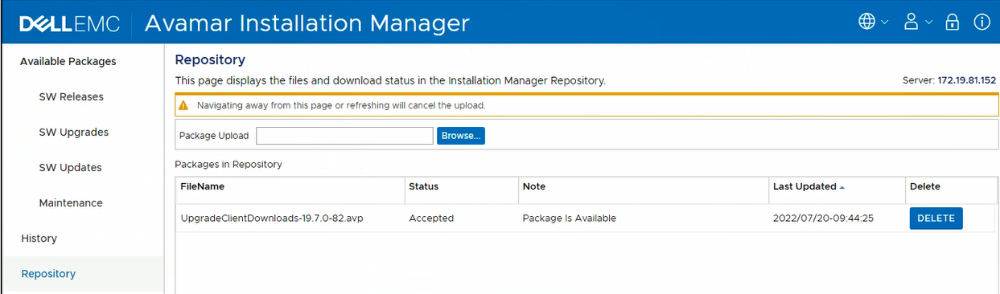 DELLEMC Avamar Installation Manager
Available Packages
SW Releases
SW Upgrades
SW Updates
Maintenance
History
Repository
Repository
This page displays the files and download status in the Installation Manager Repository.
Server: 172.19.81.152
Navigating away from this page or refreshing will cancel the upload.
Package Upload Browse...
Packages in Repository
FileName Status Note Last Updated Delete
UpgradeClientDownloads-19.7.0-82.avp Accepted Package Is Available 2022/07/20-09:44:25 DELETE